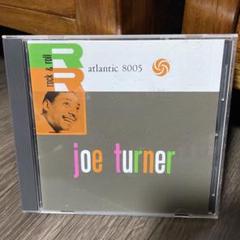 rock & roll
RR
atlantic 8005
joe turner